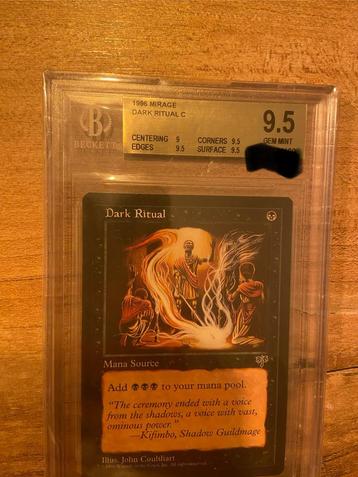 1996 MIRAGE
DARK RITUAL C
9.5
CENTERING 9 CORNERS 9.5
GEM MINT
EDGES 9.5 SURFACE 9.5
B
BECKETT
Dark Ritual
Mana Source
Add to your mana pool.
"The ceremony ended with a voice
from the shadows, a voice with vast,
ominous power."
—Kifimbo, Shadow Guildmage
Illus. John Coulthart